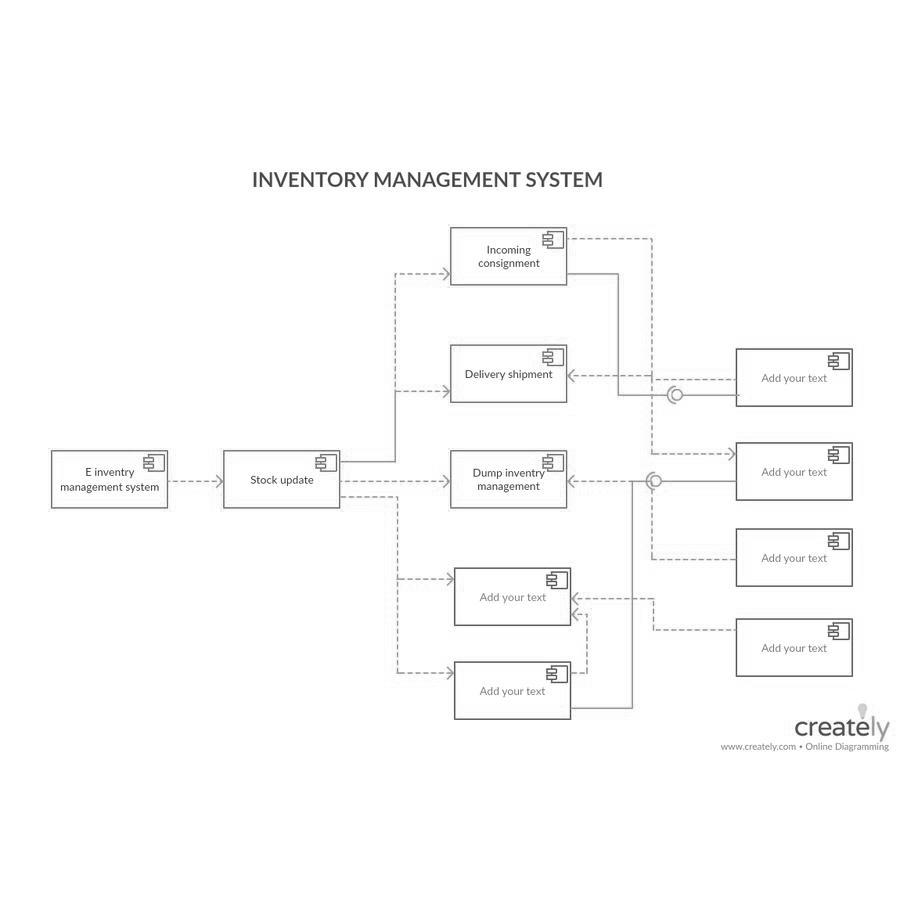 INVENTORY MANAGEMENT SYSTEM
Incoming
consignment
Delivery shipment
Add your text
E inventry
management system
Stock update
Dump inventry
management
Add your text
Add your text
Add your text
Add your text
Add your text
creately
www.creately.com • Online Diagramming